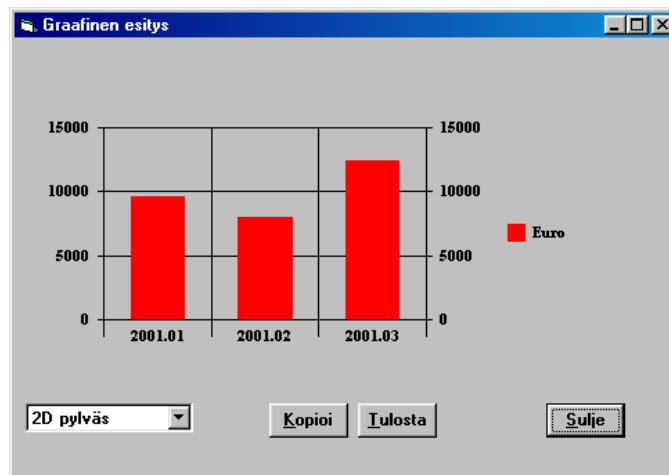 Graafinen esitys
15000 15000
10000 10000
Euro
5000 5000
0 0
2001.01 2001.02 2001.03
2D pylväs Kopioi Tulosta Sulje